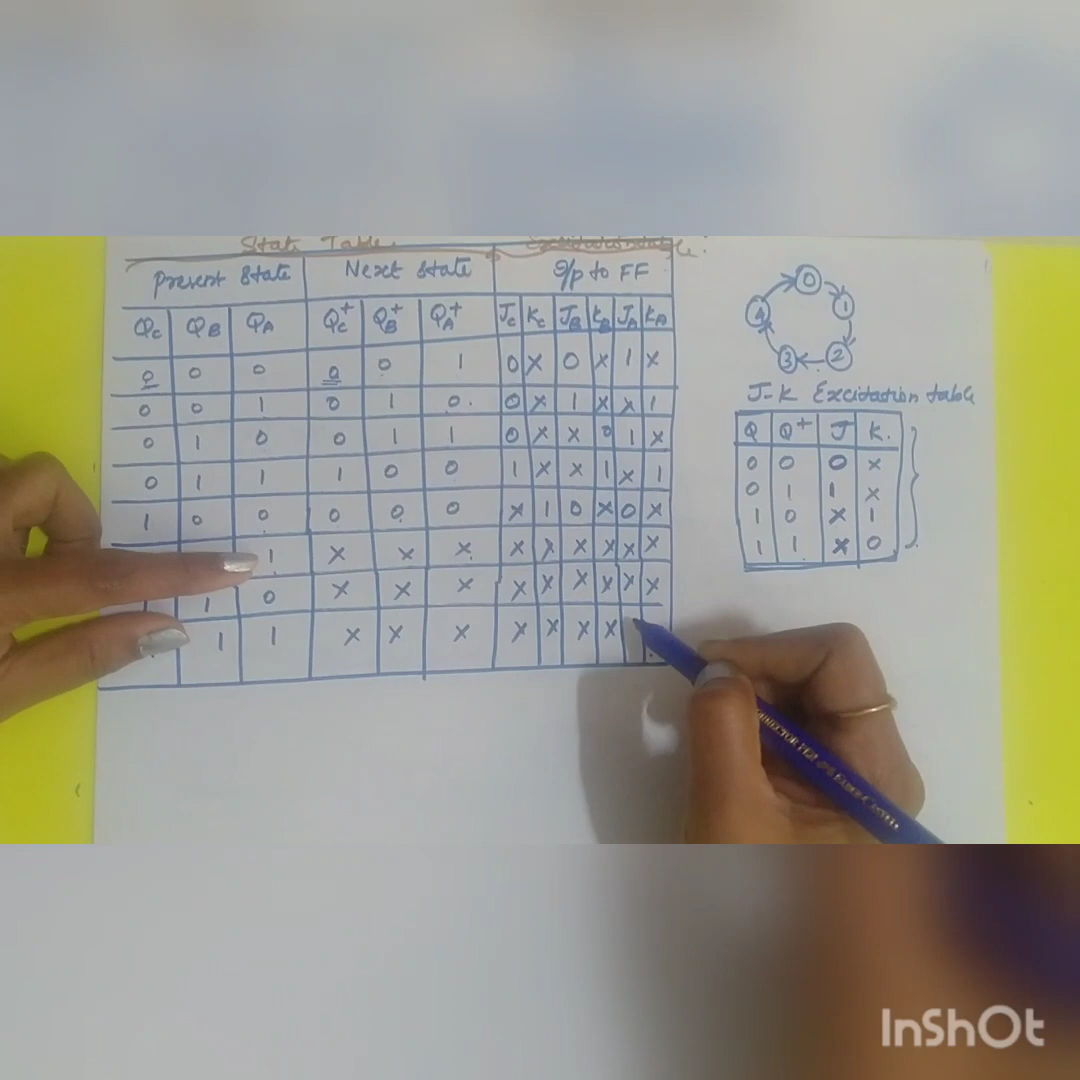 State Table
Present State Next State I/p to FF
QC QB QA QC+ QB+ QA+ JC KC JB KB JA KA
0 0 0 0 0 1 0 X 0 X 1 X
0 0 1 0 1 0 0 X 1 X X 1
0 1 0 0 1 1 0 X X 0 1 X
0 1 1 1 0 0 1 X X 1 X 1
1 0 0 0 0 0 X 1 0 X 0 X
1 X X X X X X X X X
1 0 X X X X X X X X X
1 1 X X X X X X X
0
1
2
3
4
J-K Excitation table
Q Q+ J K.
0 0 0 X
0 1 1 X
1 0 X 1
1 1 X 0
InShOt